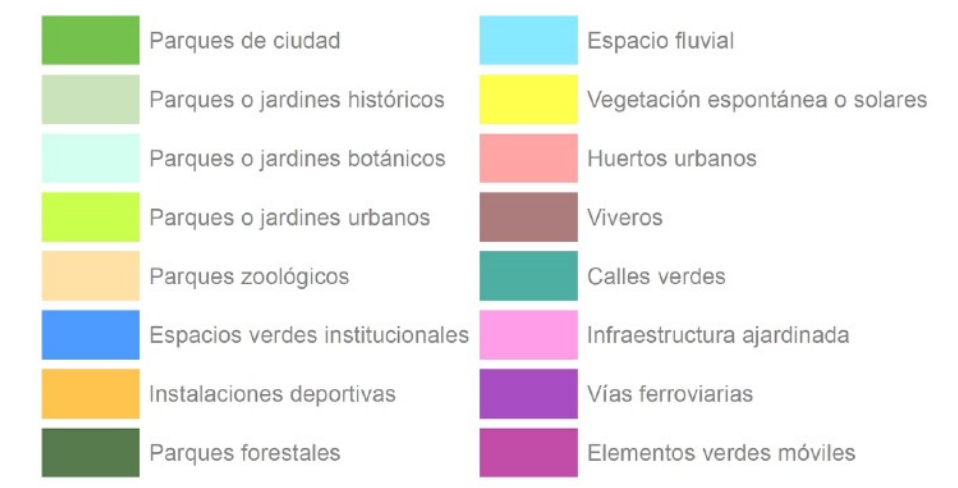 Parques de ciudad
Parques o jardines históricos
Parques o jardines botánicos
Parques o jardines urbanos
Parques zoológicos
Espacios verdes institucionales
Instalaciones deportivas
Parques forestales
Espacio fluvial
Vegetación espontánea o solares
Huertos urbanos
Viveros
Calles verdes
Infraestructura ajardinada
Vías ferroviarias
Elementos verdes móviles